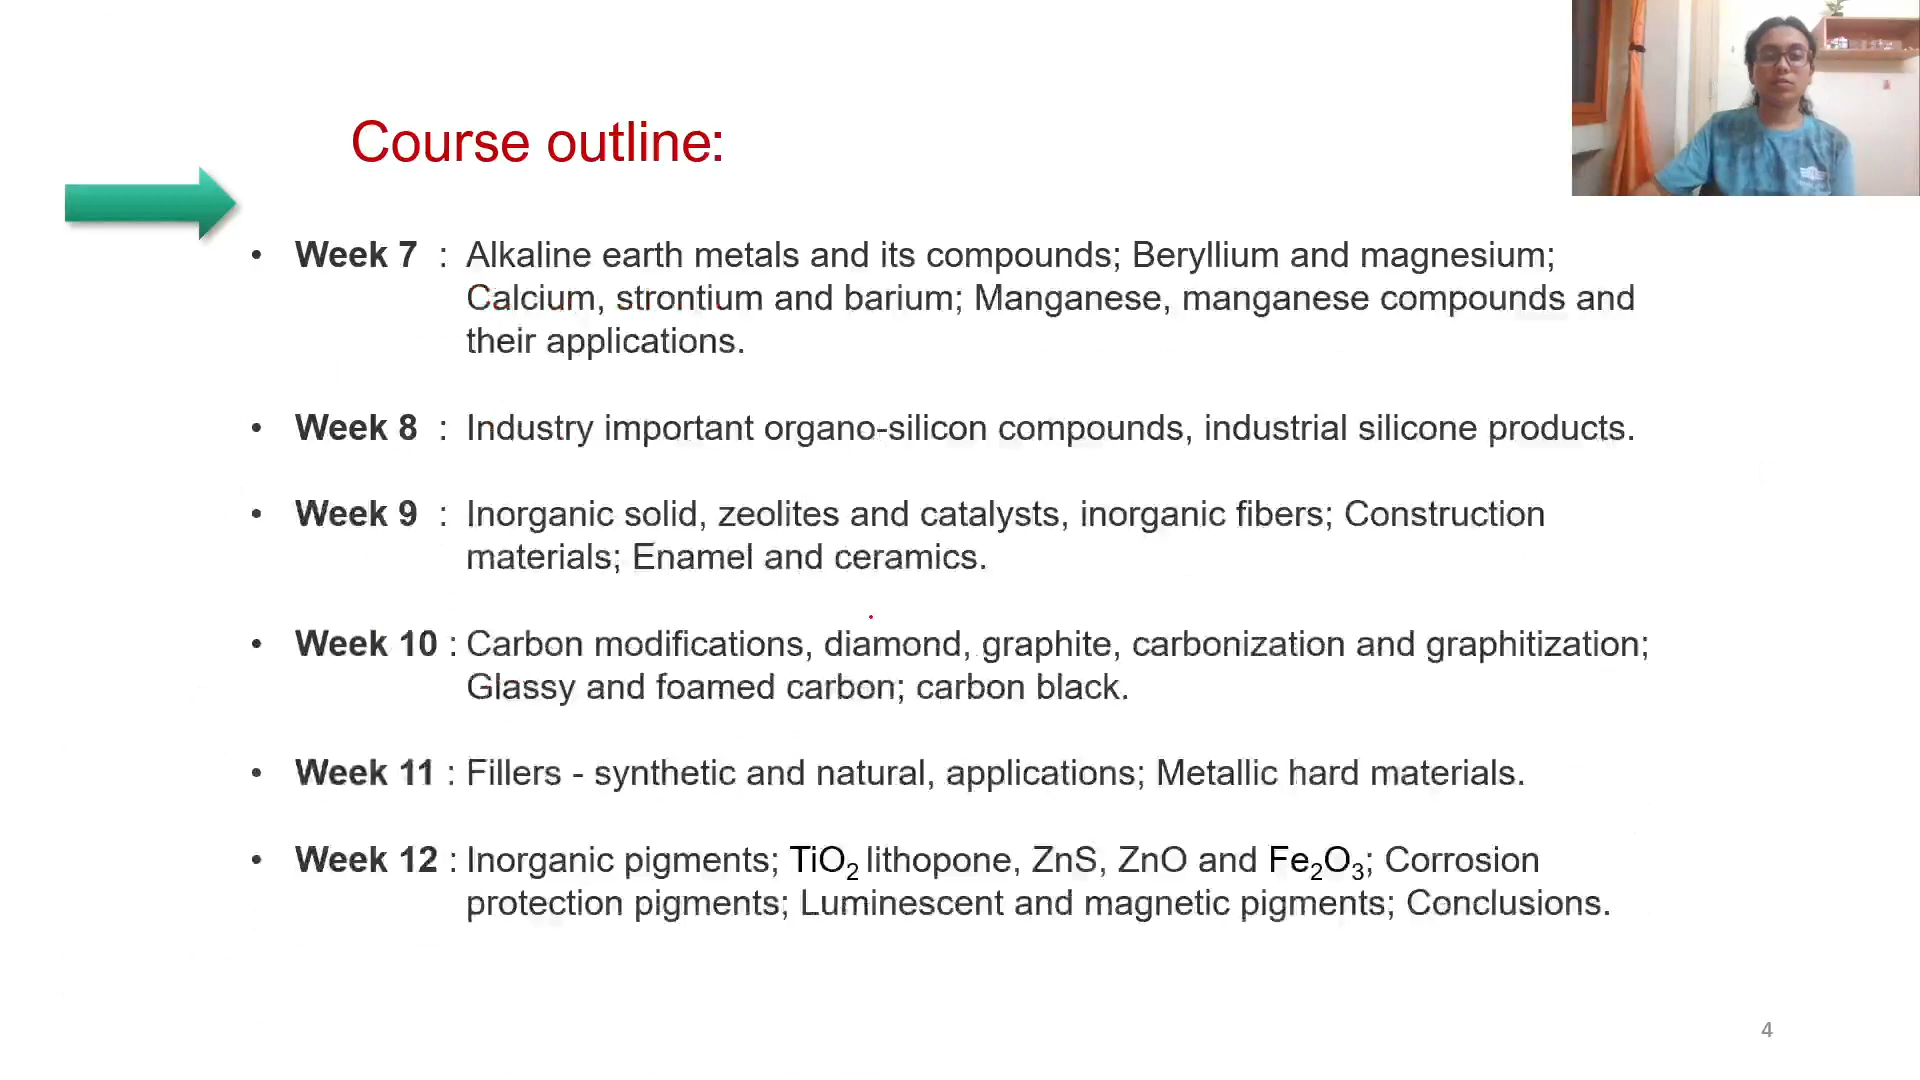 Course outline:
• Week 7 : Alkaline earth metals and its compounds; Beryllium and magnesium;
Calcium, strontium and barium; Manganese, manganese compounds and
their applications.
• Week 8 : Industry important organo-silicon compounds, industrial silicone products.
• Week 9 : Inorganic solid, zeolites and catalysts, inorganic fibers; Construction
materials; Enamel and ceramics.
• Week 10 : Carbon modifications, diamond, graphite, carbonization and graphitization;
Glassy and foamed carbon; carbon black.
• Week 11 : Fillers - synthetic and natural, applications; Metallic hard materials.
• Week 12 : Inorganic pigments; TiO₂ lithopone, ZnS, ZnO and Fe₂O₃; Corrosion
protection pigments; Luminescent and magnetic pigments; Conclusions.
4